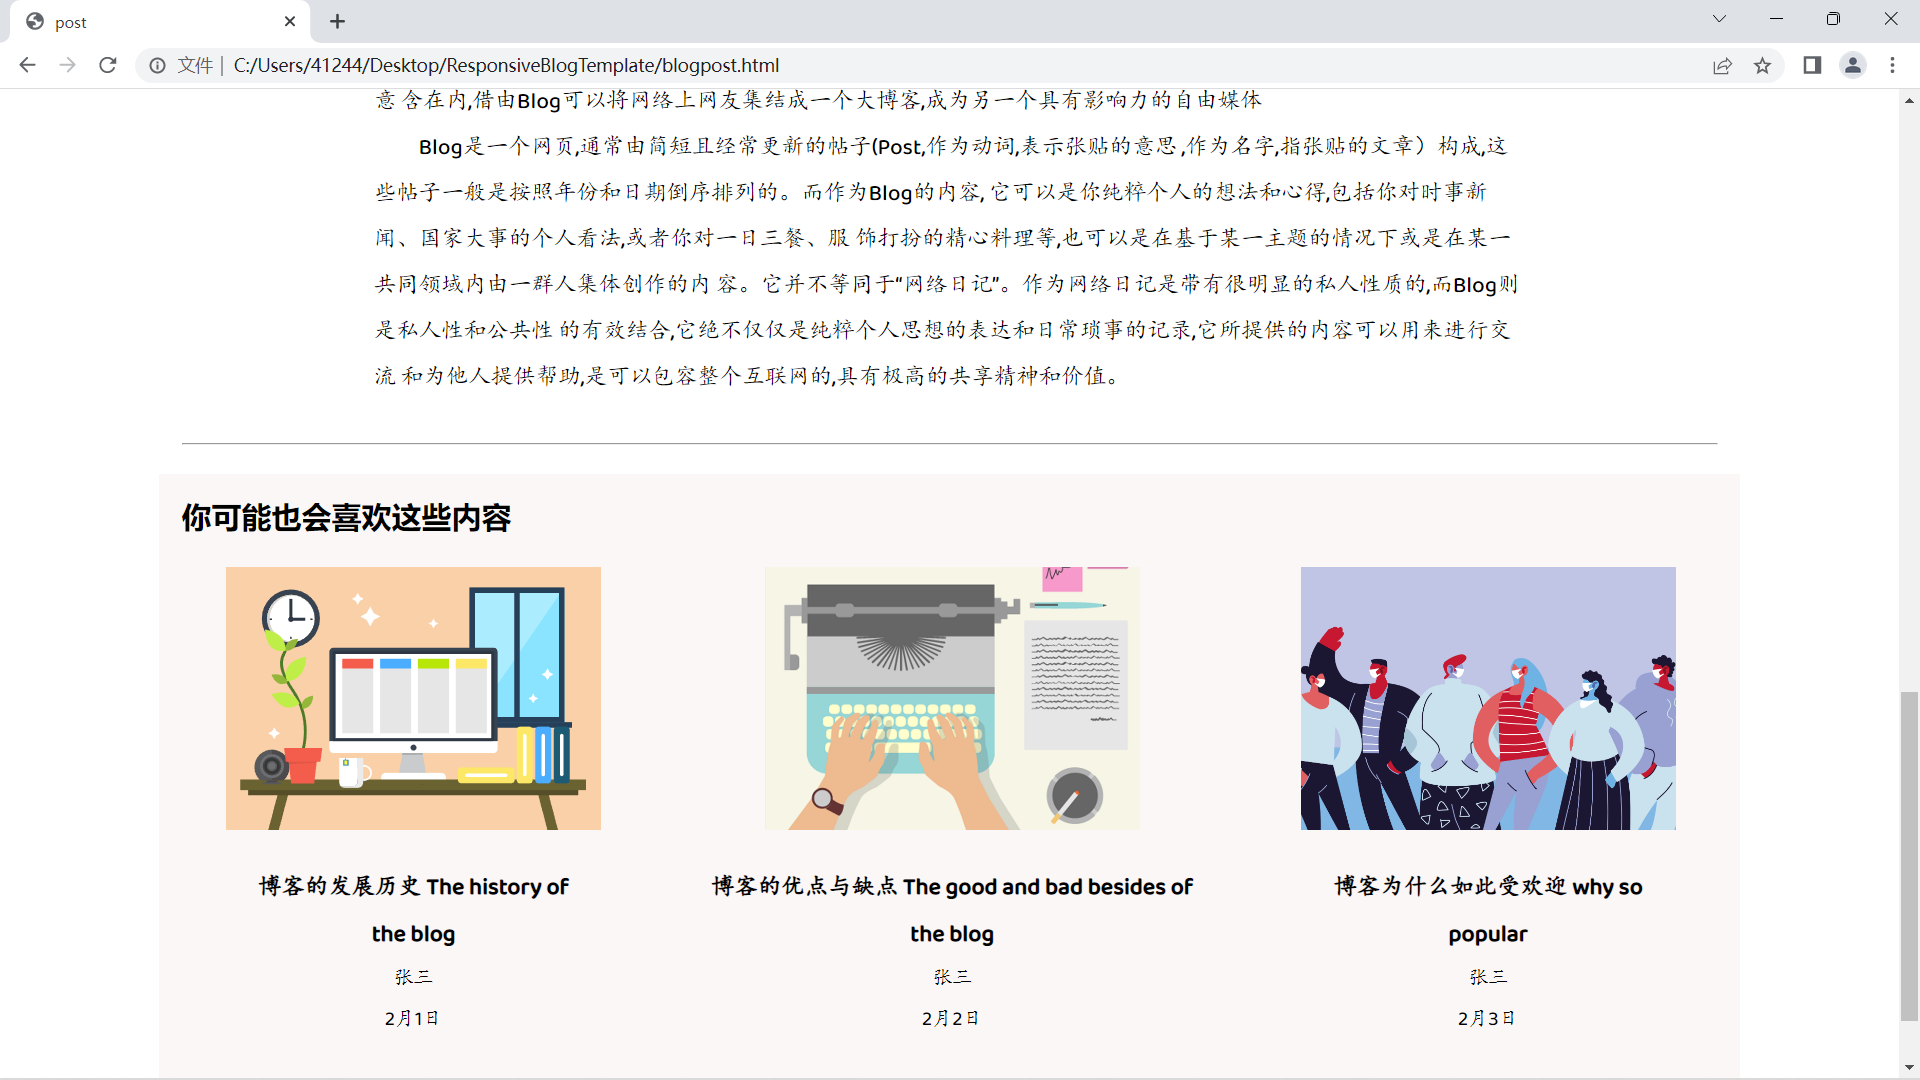 post
文件 | C:/Users/41244/Desktop/ResponsiveBlogTemplate/blogpost.html
意 含在内,借由Blog可以将网络上网友集结成一个大博客,成为另一个具有影响力的自由媒体
Blog是一个网页,通常由简短且经常更新的帖子(Post,作为动词,表示张贴的意思,作为名字,指张贴的文章）构成,这
些帖子一般是按照年份和日期倒序排列的。而作为Blog的内容,它可以是你纯粹个人的想法和心得,包括你对时事新
闻、国家大事的个人看法,或者你对一日三餐、服 饰打扮的精心料理等,也可以是在基于某一主题的情况下或是在某一
共同领域内由一群人集体创作的内 容。它并不等同于“网络日记”。作为网络日记是带有很明显的私人性质的,而Blog则
是私人性和公共性 的有效结合,它绝不仅仅是纯粹个人思想的表达和日常琐事的记录,它所提供的内容可以用来进行交
流 和为他人提供帮助,是可以包容整个互联网的,具有极高的共享精神和价值。
你可能也会喜欢这些内容
博客的发展历史 The history of
the blog
张三
2月1日
博客的优点与缺点 The good and bad besides of
the blog
张三
2月2日
博客为什么如此受欢迎 why so
popular
张三
2月3日